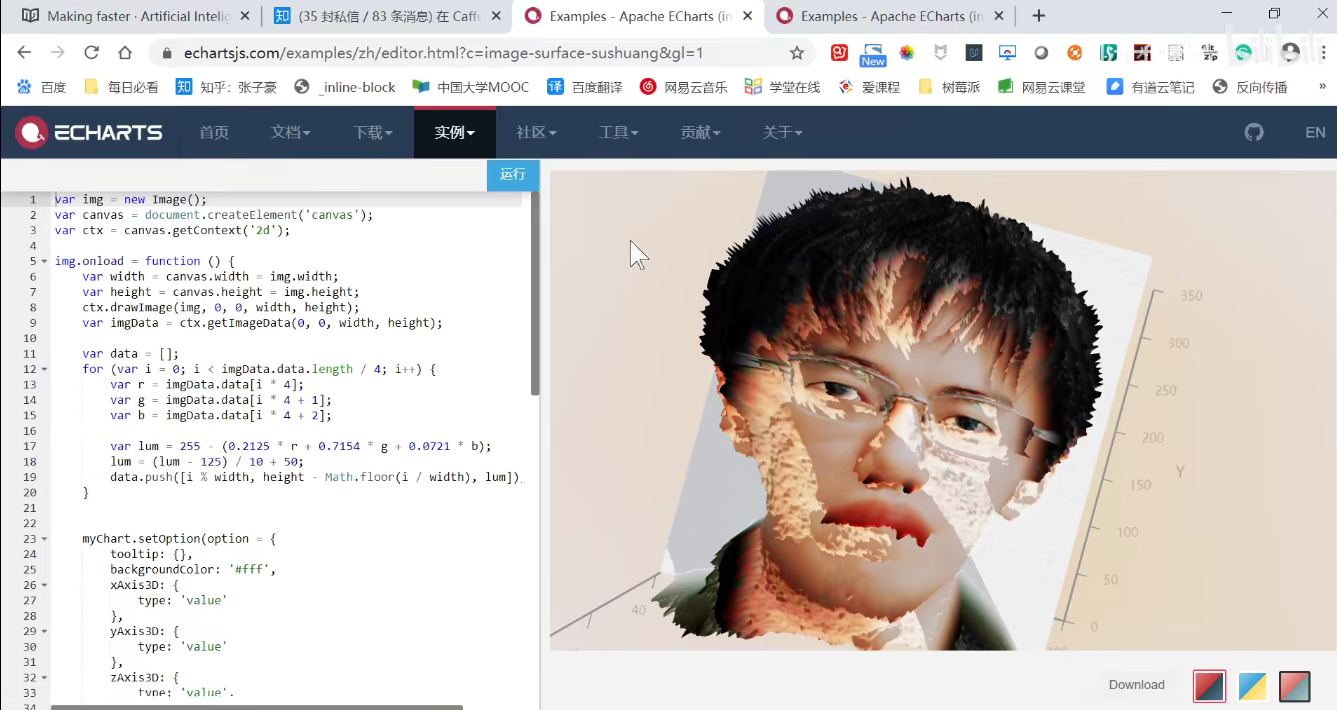 Making faster · Artificial Intelig
知 (35 封私信 / 83 条消息) 在 Caffe
Examples - Apache ECharts (in
Examples - Apache ECharts (in
echartsjs.com/examples/zh/editor.html?c=image-surface-sushuang&gl=1
New
Git
zip
bilibili
百度
每日必看
知 知乎：张子豪
_inline-block
中国大学MOOC
译 百度翻译
网易云音乐
学堂在线
爱课程
树莓派
网易云课堂
有道云笔记
反向传播
»
ECHARTS
首页
文档
下载
实例
社区
工具
贡献
关于
EN
运行
1 var img = new Image();
2 var canvas = document.createElement('canvas');
3 var ctx = canvas.getContext('2d');
4
5 img.onload = function () {
6 var width = canvas.width = img.width;
7 var height = canvas.height = img.height;
8 ctx.drawImage(img, 0, 0, width, height);
9 var imgData = ctx.getImageData(0, 0, width, height);
10
11 var data = [];
12 for (var i = 0; i < imgData.data.length / 4; i++) {
13 var r = imgData.data[i * 4];
14 var g = imgData.data[i * 4 + 1];
15 var b = imgData.data[i * 4 + 2];
16
17 var lum = 255 - (0.2125 * r + 0.7154 * g + 0.0721 * b);
18 lum = (lum - 125) / 10 + 50;
19 data.push([i % width, height - Math.floor(i / width), lum])
20 }
21
22
23 myChart.setOption(option = {
24 tooltip: {},
25 backgroundColor: '#fff',
26 xAxis3D: {
27 type: 'value'
28 },
29 yAxis3D: {
30 type: 'value'
31 },
32 zAxis3D: {
33 type: 'value',
34
350
300
250
200
Y
150
100
50
0
40
Download